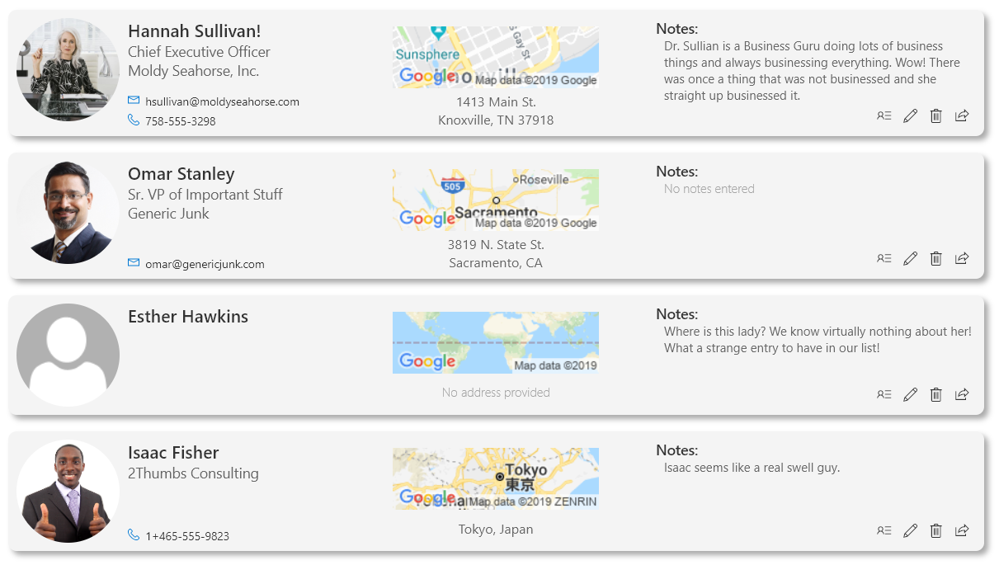 Hannah Sullivan!
Chief Executive Officer
Moldy Seahorse, Inc.
hsullivan@moldyseahorse.com
758-555-3298
Sunsphere
Gay St
Google
Map data ©2019 Google
1413 Main St.
Knoxville, TN 37918
Notes:
Dr. Sullian is a Business Guru doing lots of business
things and always businessing everything. Wow! There
was once a thing that was not businessed and she
straight up businessed it.
Omar Stanley
Sr. VP of Important Stuff
Generic Junk
omar@genericjunk.com
505
Roseville
Sacramento
Google
Map data ©2019 Google
3819 N. State St.
Sacramento, CA
Notes:
No notes entered
Esther Hawkins
Google
Map data ©2019
No address provided
Notes:
Where is this lady? We know virtually nothing about her!
What a strange entry to have in our list!
Isaac Fisher
2Thumbs Consulting
1+465-555-9823
Tokyo
東京
Google
Map data ©2019 ZENRIN
Tokyo, Japan
Notes:
Isaac seems like a real swell guy.